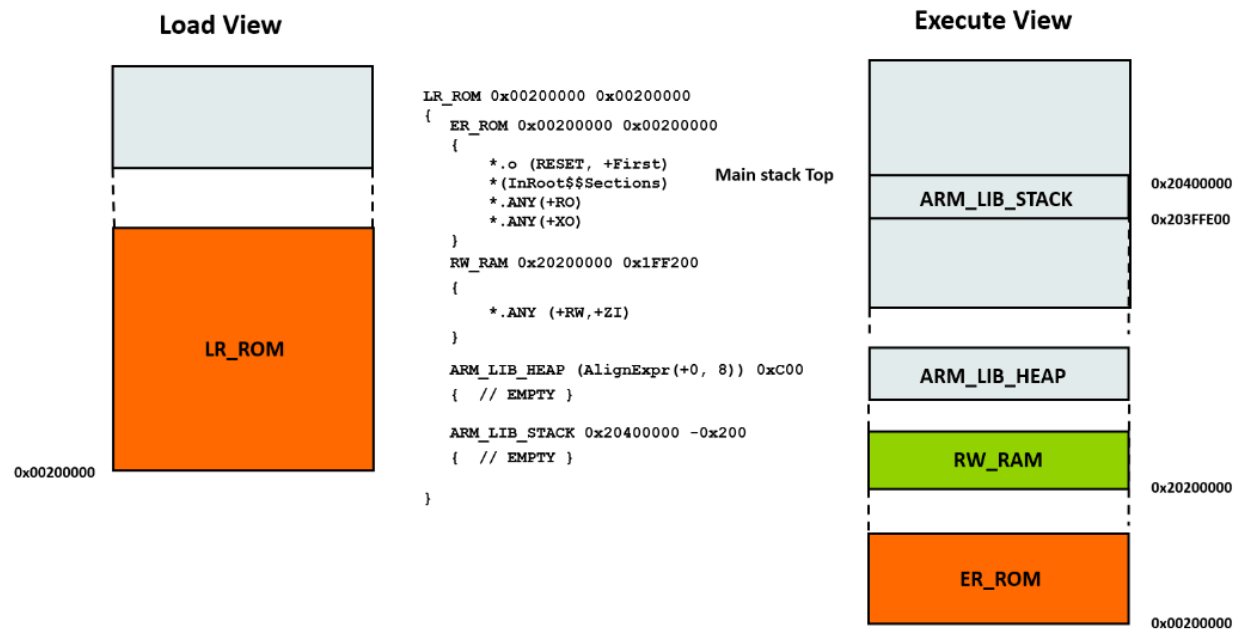 Load View
LR_ROM
0x00200000
LR_ROM 0x00200000 0x00200000
{
ER_ROM 0x00200000 0x00200000
{
*.o (RESET, +First)
*(InRoot$$Sections)
*.ANY(+RO)
*.ANY(+XO)
}
RW_RAM 0x20200000 0x1FF200
{
*.ANY (+RW,+ZI)
}
ARM_LIB_HEAP (AlignExpr(+0, 8)) 0xC00
{ // EMPTY }
ARM_LIB_STACK 0x20400000 -0x200
{ // EMPTY }
}
Execute View
Main stack Top
ARM_LIB_STACK
0x20400000
0x203FFE00
ARM_LIB_HEAP
RW_RAM
0x20200000
ER_ROM
0x00200000